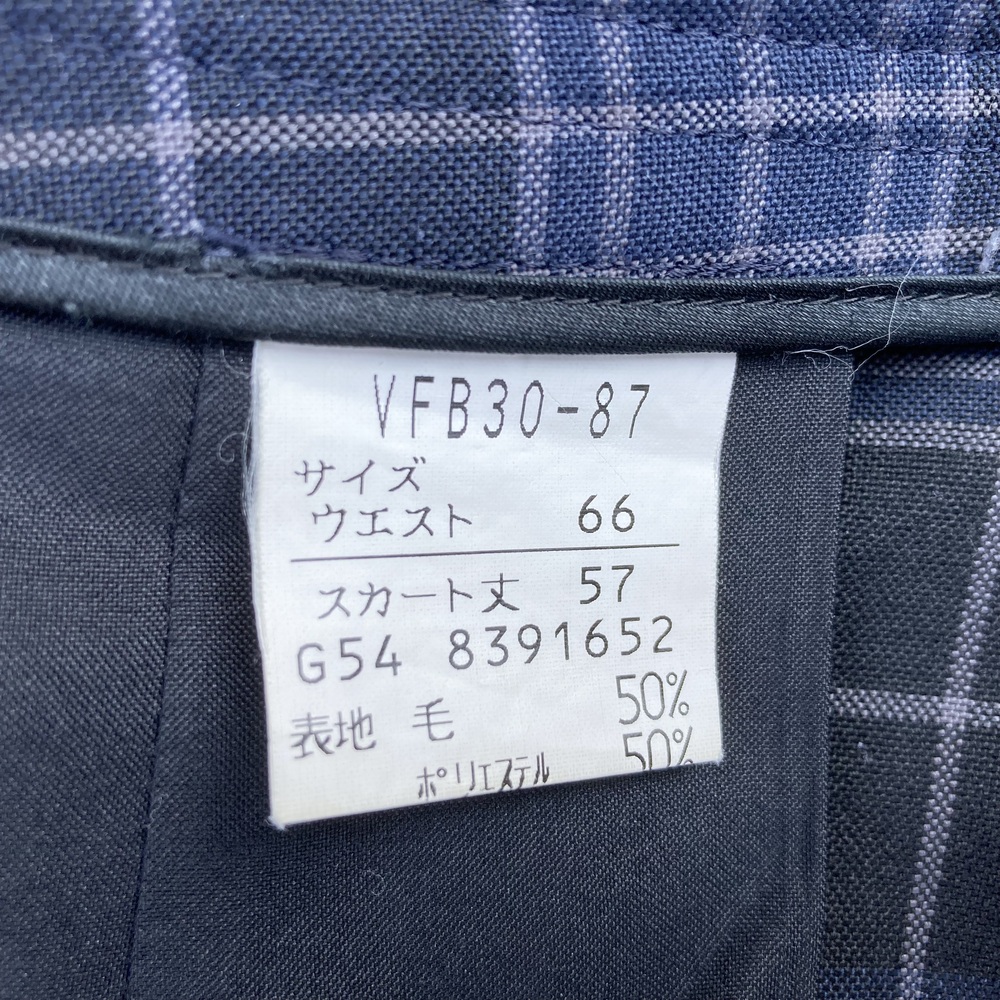 VFB30-87
サイズ
ウエスト 66
スカート丈 57
G54 8391652
表地 毛 50%
ポリエステル 50%